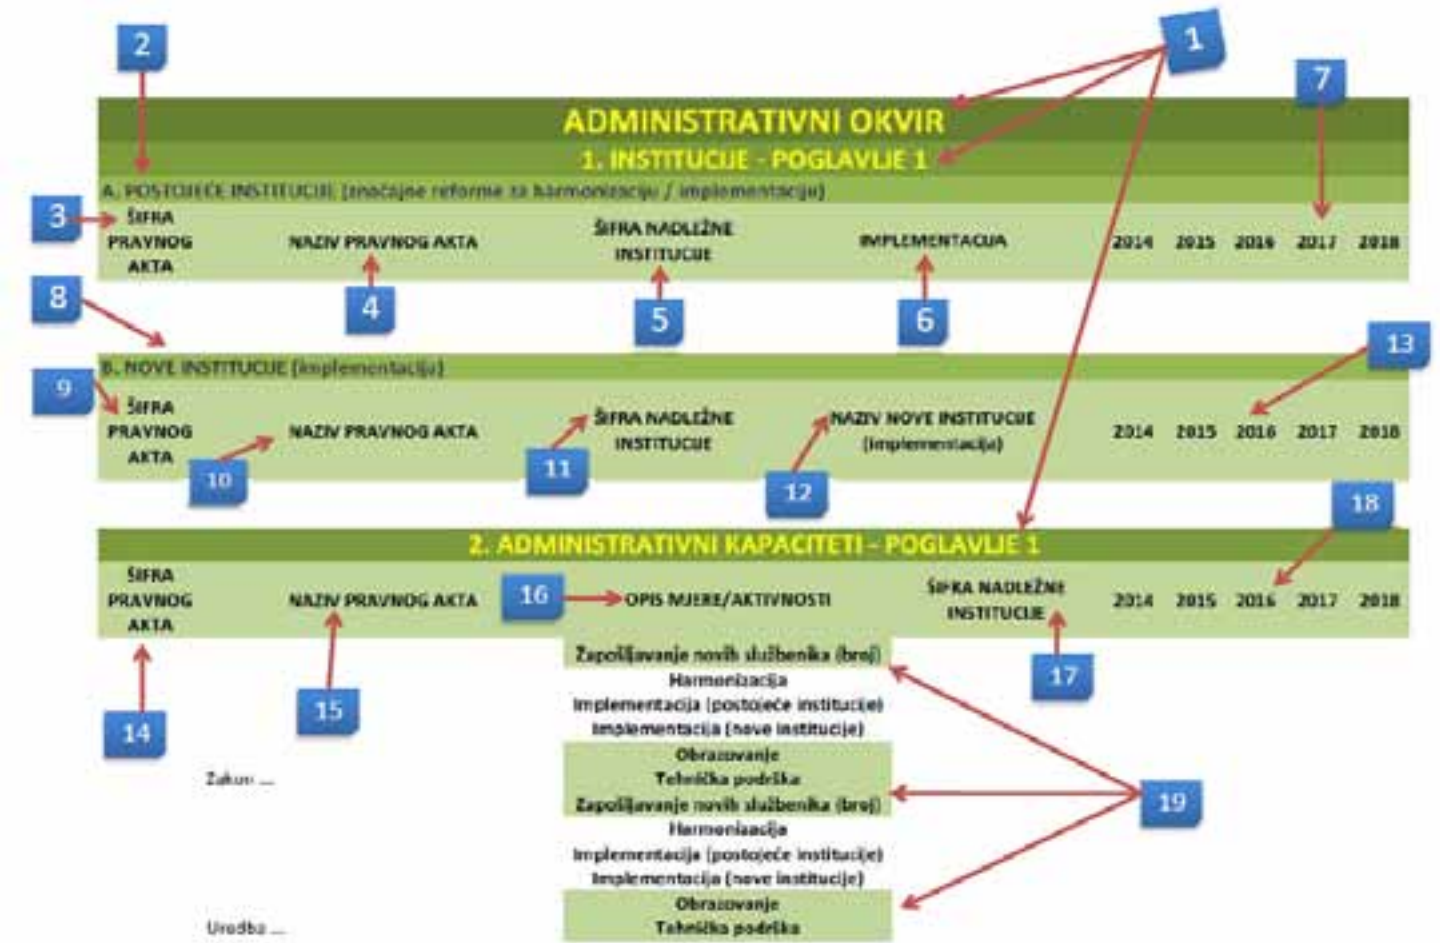 2
1
7
ADMINISTRATIVNI OKVIR
1. INSTITUCIJE - POGLAVLJE 1
A. POSTOJEĆE INSTITUCIJE (značajne reforme za harmonizaciju / implementaciju)
3
ŠIFRA
PRAVNOG
AKTA
NAZIV PRAVNOG AKTA
ŠIFRA NADLEŽNE
INSTITUCIJE
IMPLEMENTACIJA
2014 2015 2016 2017 2018
4
5
6
8
B. NOVE INSTITUCIJE (implementacija)
13
9
ŠIFRA
PRAVNOG
AKTA
NAZIV PRAVNOG AKTA
ŠIFRA NADLEŽNE
INSTITUCIJE
NAZIV NOVE INSTITUCIJE
(implementacija)
2014 2015 2016 2017 2018
10
11
12
18
2. ADMINISTRATIVNI KAPACITETI - POGLAVLJE 1
ŠIFRA
PRAVNOG
AKTA
NAZIV PRAVNOG AKTA
16
OPIS MJERE/AKTIVNOSTI
ŠIFRA NADLEŽNE
INSTITUCIJE
2014 2015 2016 2017 2018
14
15
17
19
Zapošljavanje novih službenika (broj)
Harmonizacija
Implementacija (postojeće institucije)
Implementacija (nove institucije)
Obrazovanje
Zakon ...
Tehnička podrška
Zapošljavanje novih službenika (broj)
Harmonizacija
Implementacija (postojeće institucije)
Implementacija (nove institucije)
Obrazovanje
Uredba ...
Tehnička podrška